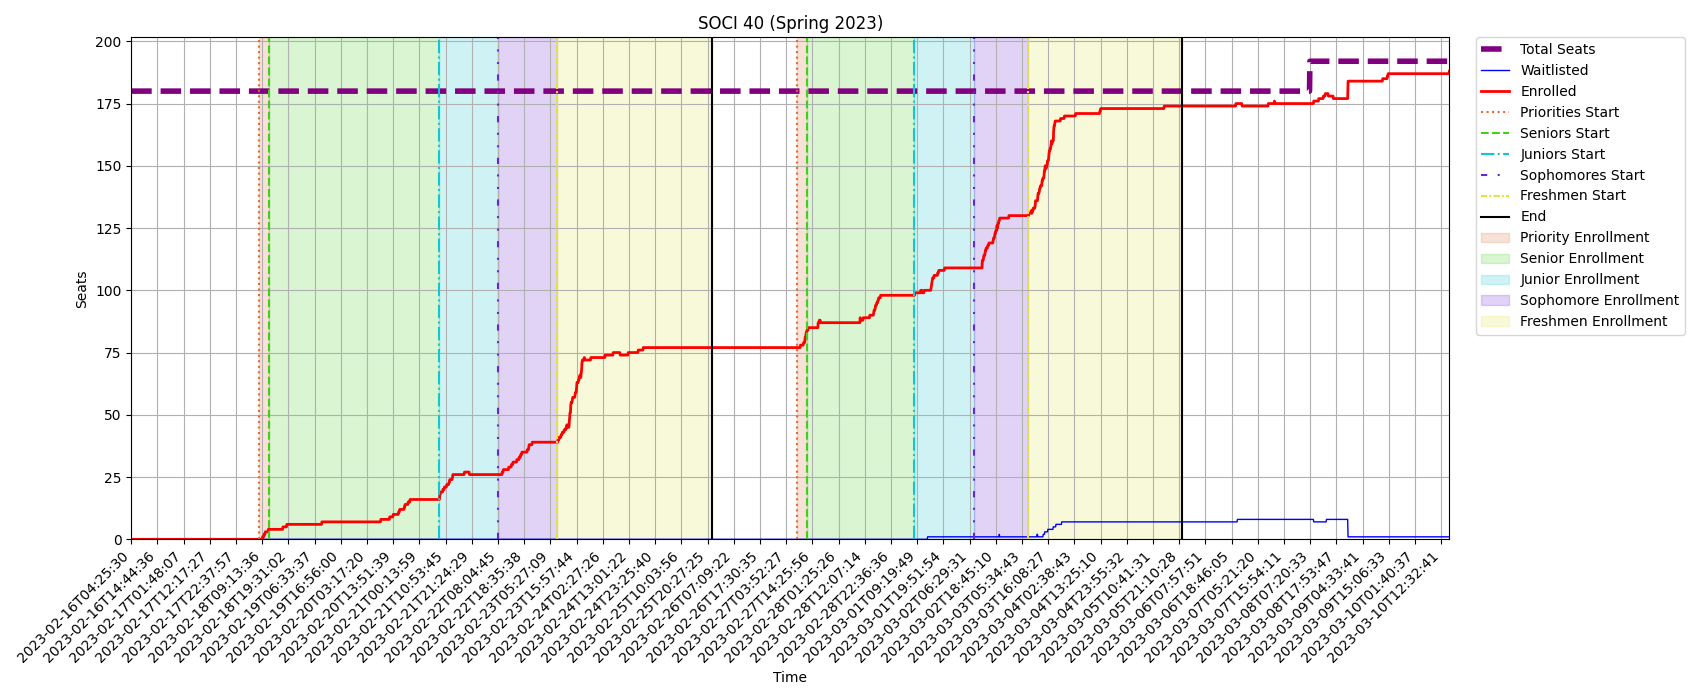 SOCI 40 (Spring 2023)
200
175
150
125
100
75
50
25
0
Seats
2023-02-16T04:25:30
2023-02-16T14:44:36
2023-02-17T01:48:07
2023-02-17T12:17:27
2023-02-17T22:37:57
2023-02-18T09:13:36
2023-02-18T19:31:02
2023-02-19T06:33:37
2023-02-19T16:56:00
2023-02-20T03:17:20
2023-02-20T13:51:39
2023-02-21T00:13:59
2023-02-21T10:53:45
2023-02-21T21:24:29
2023-02-22T08:04:45
2023-02-22T18:35:38
2023-02-23T05:27:09
2023-02-23T15:57:44
2023-02-24T02:27:26
2023-02-24T13:01:22
2023-02-24T23:25:40
2023-02-25T10:03:56
2023-02-25T20:27:25
2023-02-26T07:09:22
2023-02-26T17:30:35
2023-02-27T03:52:27
2023-02-27T14:25:56
2023-02-28T01:25:26
2023-02-28T12:07:14
2023-02-28T22:36:36
2023-03-01T09:19:49
2023-03-01T19:51:54
2023-03-02T06:29:31
2023-03-02T18:45:10
2023-03-03T05:34:43
2023-03-03T16:08:27
2023-03-04T02:38:43
2023-03-04T13:25:10
2023-03-04T23:55:32
2023-03-05T10:41:31
2023-03-05T21:10:28
2023-03-06T07:57:51
2023-03-06T18:46:05
2023-03-07T05:21:20
2023-03-07T15:54:11
2023-03-08T07:20:33
2023-03-08T17:53:47
2023-03-09T04:33:41
2023-03-09T15:06:33
2023-03-10T01:40:37
2023-03-10T12:32:41
Time
Total Seats
Waitlisted
Enrolled
Priorities Start
Seniors Start
Juniors Start
Sophomores Start
Freshmen Start
End
Priority Enrollment
Senior Enrollment
Junior Enrollment
Sophomore Enrollment
Freshmen Enrollment